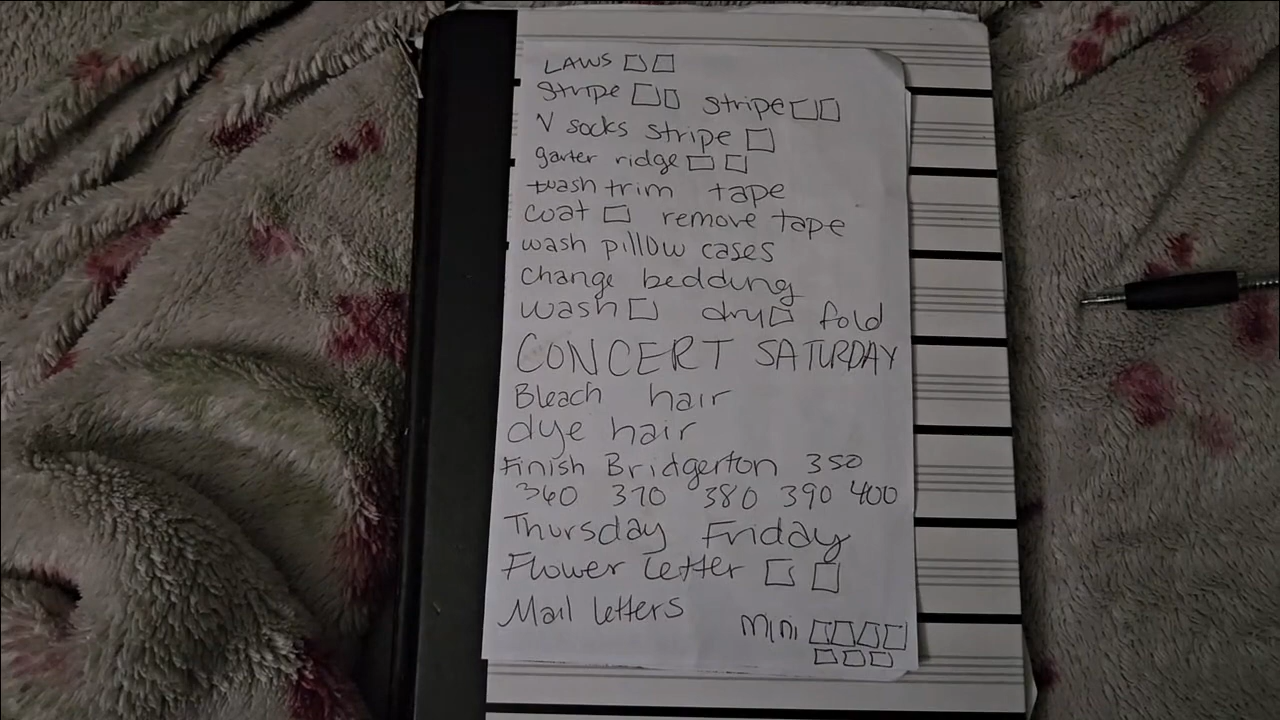 LAWS □ □
Stripe □ □ stripe □ □
V socks stripe □
garter ridge □ □
wash trim tape
coat □ remove tape
wash pillow cases
Change bedding
wash □ dry □ fold
CONCERT SATURDAY
Bleach hair
dye hair
Finish Bridgerton 350
360 370 380 390 400
Thursday Friday
Flower Letter □ □
Mail letters
Mini □ □ □ □
□ □ □